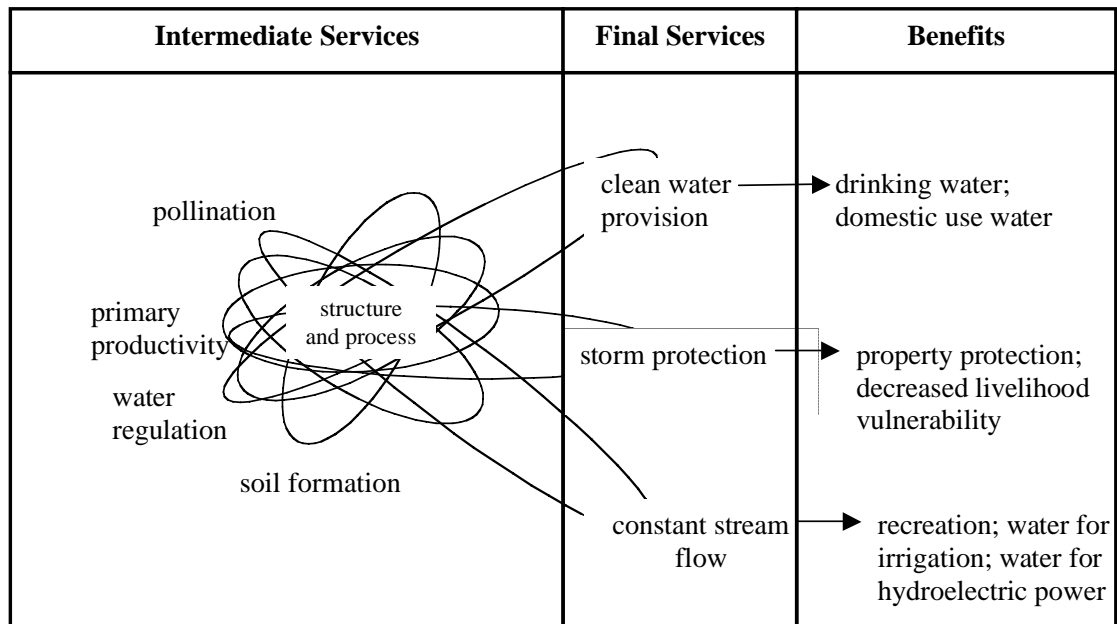 Intermediate Services
Final Services
Benefits
pollination
primary
productivity
water
regulation
soil formation
structure
and process
clean water
provision
storm protection
constant stream
flow
drinking water;
domestic use water
property protection;
decreased livelihood
vulnerability
recreation; water for
irrigation; water for
hydroelectric power